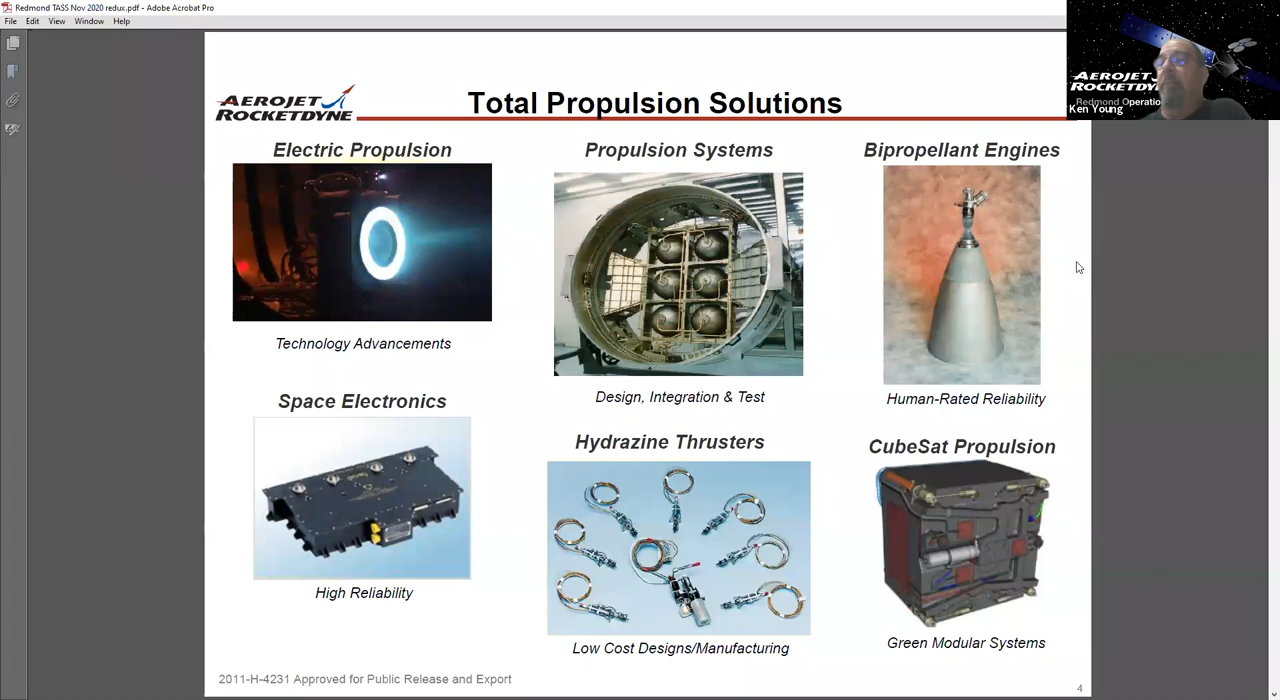 Redmond TASS Nov 2020 redux.pdf - Adobe Acrobat Pro
File Edit View Window Help
AEROJET
ROCKETDYNE
Total Propulsion Solutions
AEROJET
ROCKETDY
Redmond Operatio
Ken Young
Electric Propulsion
Propulsion Systems
Bipropellant Engines
Technology Advancements
Design, Integration & Test
Human-Rated Reliability
Space Electronics
Hydrazine Thrusters
CubeSat Propulsion
High Reliability
Low Cost Designs/Manufacturing
Green Modular Systems
2011-H-4231 Approved for Public Release and Export
4